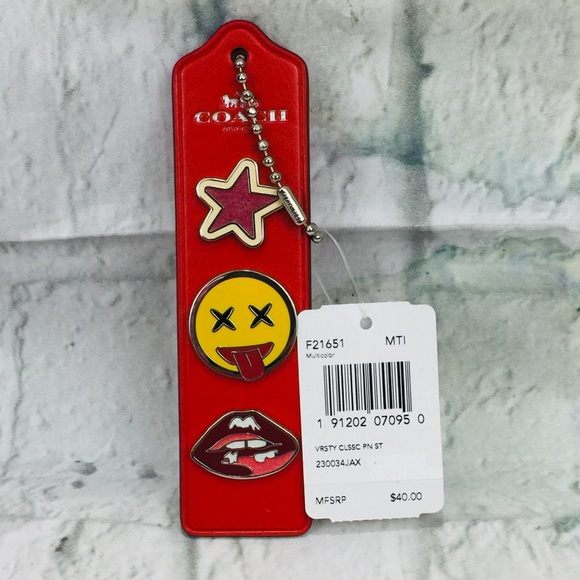 COACH
F21651 MTI
Multicolor
1 91202 07095 0
VRSTY CLSSC PN ST
230034JAX
MFSRP $40.00